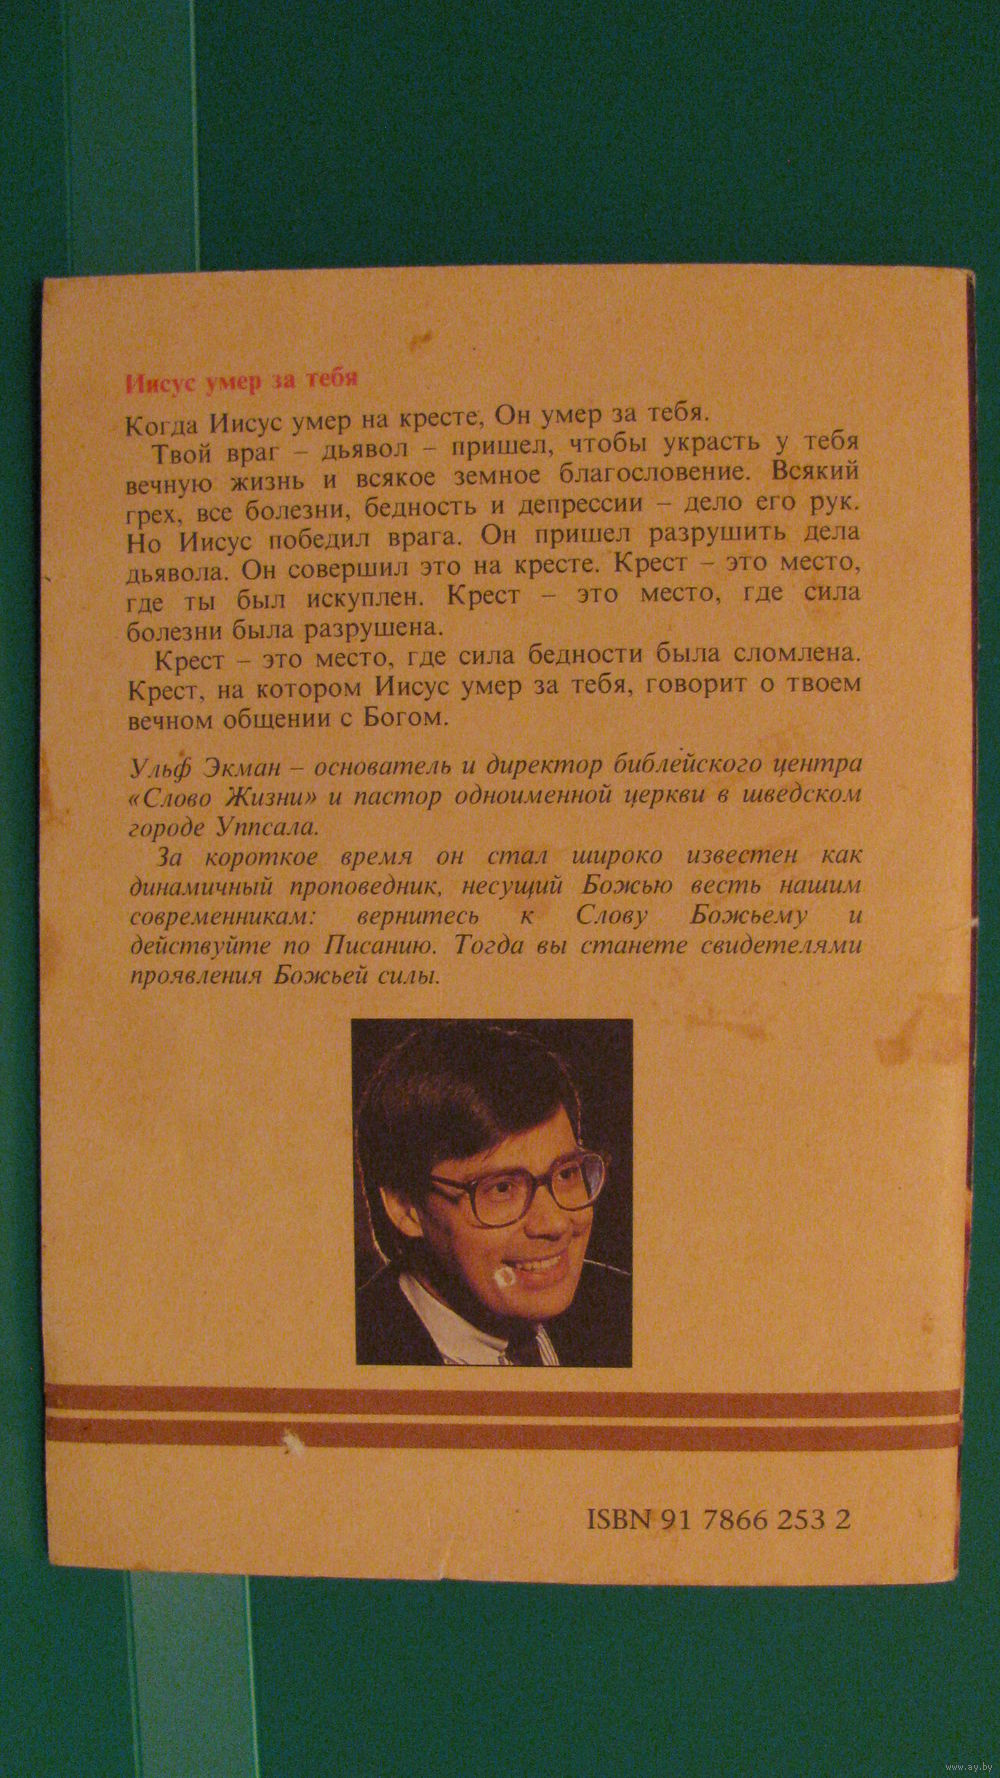 Иисус умер за тебя
Когда Иисус умер на кресте, Он умер за тебя.
Твой враг – дьявол – пришел, чтобы украсть у тебя
вечную жизнь и всякое земное благословение. Всякий
грех, все болезни, бедность и депрессии – дело его рук.
Но Иисус победил врага. Он пришел разрушить дела
дьявола. Он совершил это на кресте. Крест – это место,
где ты был искуплен. Крест – это место, где сила
болезни была разрушена.
Крест – это место, где сила бедности была сломлена.
Крест, на котором Иисус умер за тебя, говорит о твоем
вечном общении с Богом.
Ульф Экман – основатель и директор библейского центра
«Слово Жизни» и пастор одноименной церкви в шведском
городе Уппсала.
За короткое время он стал широко известен как
динамичный проповедник, несущий Божью весть нашим
современникам: вернитесь к Слову Божьему и
действуйте по Писанию. Тогда вы станете свидетелями
проявления Божьей силы.
ISBN 91 7866 253 2
www.ay.by